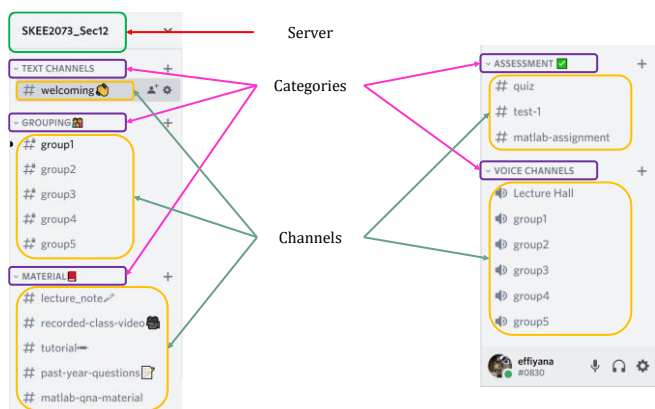 SKEE2073_Sec12
TEXT CHANNELS
# welcoming
GROUPING
# group1
# group2
# group3
# group4
# group5
MATERIAL
# lecture_note
# recorded-class-video
# tutorial
# past-year-questions
# matlab-qna-material
Server
Categories
Channels
ASSESSMENT
# quiz
# test-1
# matlab-assignment
VOICE CHANNELS
Lecture Hall
group1
group2
group3
group4
group5
effiyana
#0830